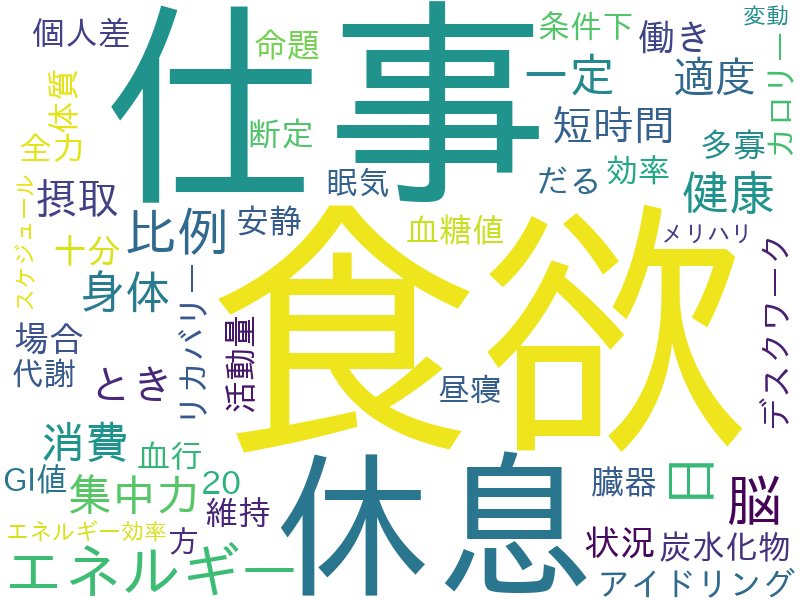 個人差
仕事
命題
条件下
変動
働き
一定
適度
カロリー
体質
全力
断定
短時間
多寡
効率
眠気
だる
健康
スケジュール
摂取
比例
安静
血糖値
メリハリ
十分
食欲
身体
リカバリー
活動量
デスクワーク
場合
代謝
とき
昼寝
消費
血行
休息
GI値
集中力
20
臓器
日
脳
維持
エネルギー効率
方
状況
炭水化物
エネルギー
アイドリング